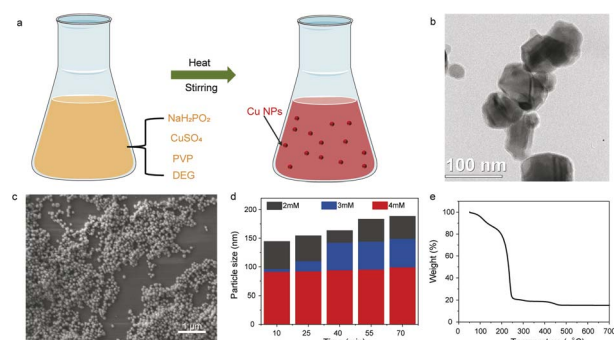 a
Heat
Stirring
NaH₂PO₂
CuSO₄
PVP
DEG
Cu NPs
b
100 nm
c
1 μm
d
2mM
3mM
4mM
Particle size (nm)
200
150
100
50
0
10
25
40
55
70
e
Weight (%)
100
80
60
40
20
0
0
100
200
300
400
500
600
700